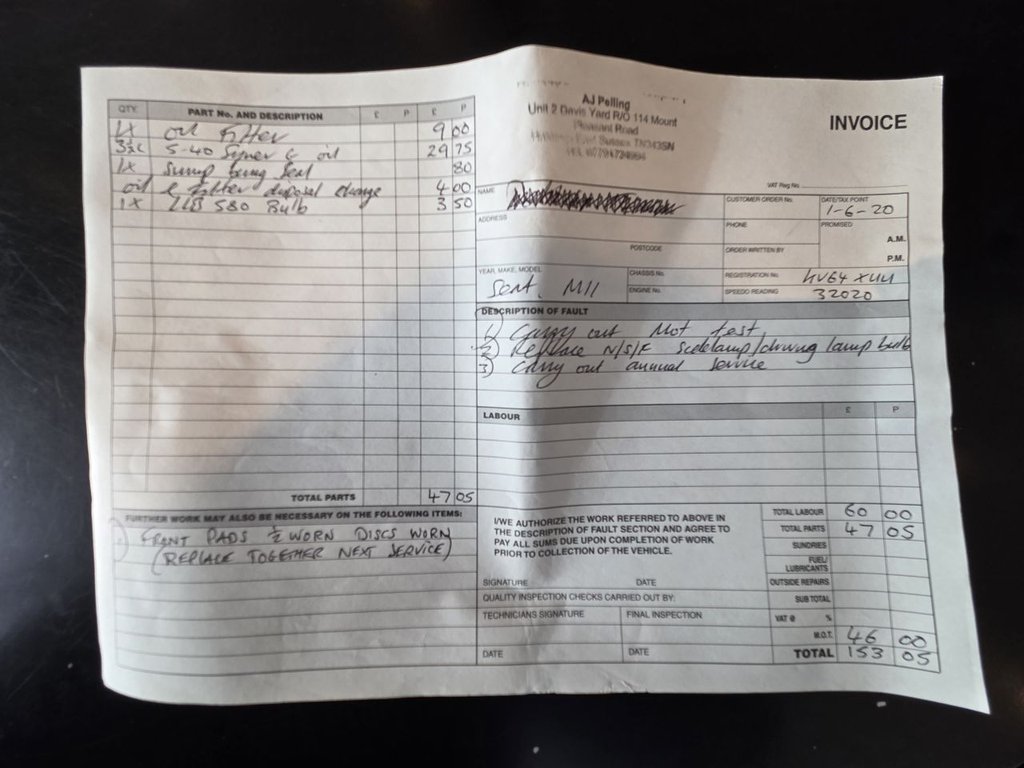 AJ Pelling
Unit 2 Davis Yard R/O 114 Mount
Pleasant Road
Sussex TN343SN
INVOICE
VAT Reg No.
QTY. PART No. AND DESCRIPTION £ P £ P
1X oil filter 9 00
5-40 oil 29 75
1X Sump bung Seal 80
oil & filter disposal charge 4 00
1X 580 Bulb 3 50
TOTAL PARTS 47 05
NAME
ADDRESS
POSTCODE
CUSTOMER ORDER No.
DATE/TAX POINT
1-6-20
PHONE
PROMISED
A.M.
ORDER WRITTEN BY
P.M.
YEAR, MAKE, MODEL
Seat. MII
CHASSIS No.
ENGINE No.
REGISTRATION No.
SPEEDO READING 32020
DESCRIPTION OF FAULT
1) Carry out Mot test
2) Replace N/S/F Sidelamp/driving lamp bulb
3) Carry out annual service
LABOUR £ P
FURTHER WORK MAY ALSO BE NECESSARY ON THE FOLLOWING ITEMS:
FRONT PADS ½ WORN DISCS WORN
(REPLACE TOGETHER NEXT SERVICE)
I/WE AUTHORIZE THE WORK REFERRED TO ABOVE IN
THE DESCRIPTION OF FAULT SECTION AND AGREE TO
PAY ALL SUMS DUE UPON COMPLETION OF WORK
PRIOR TO COLLECTION OF THE VEHICLE.
SIGNATURE DATE
QUALITY INSPECTION CHECKS CARRIED OUT BY:
TECHNICIANS SIGNATURE FINAL INSPECTION
DATE DATE
TOTAL LABOUR 60 00
TOTAL PARTS 47 05
SUNDRIES
FUEL/
LUBRICANTS
OUTSIDE REPAIRS
SUB TOTAL
VAT @ %
M.O.T. 46 00
TOTAL 153 05